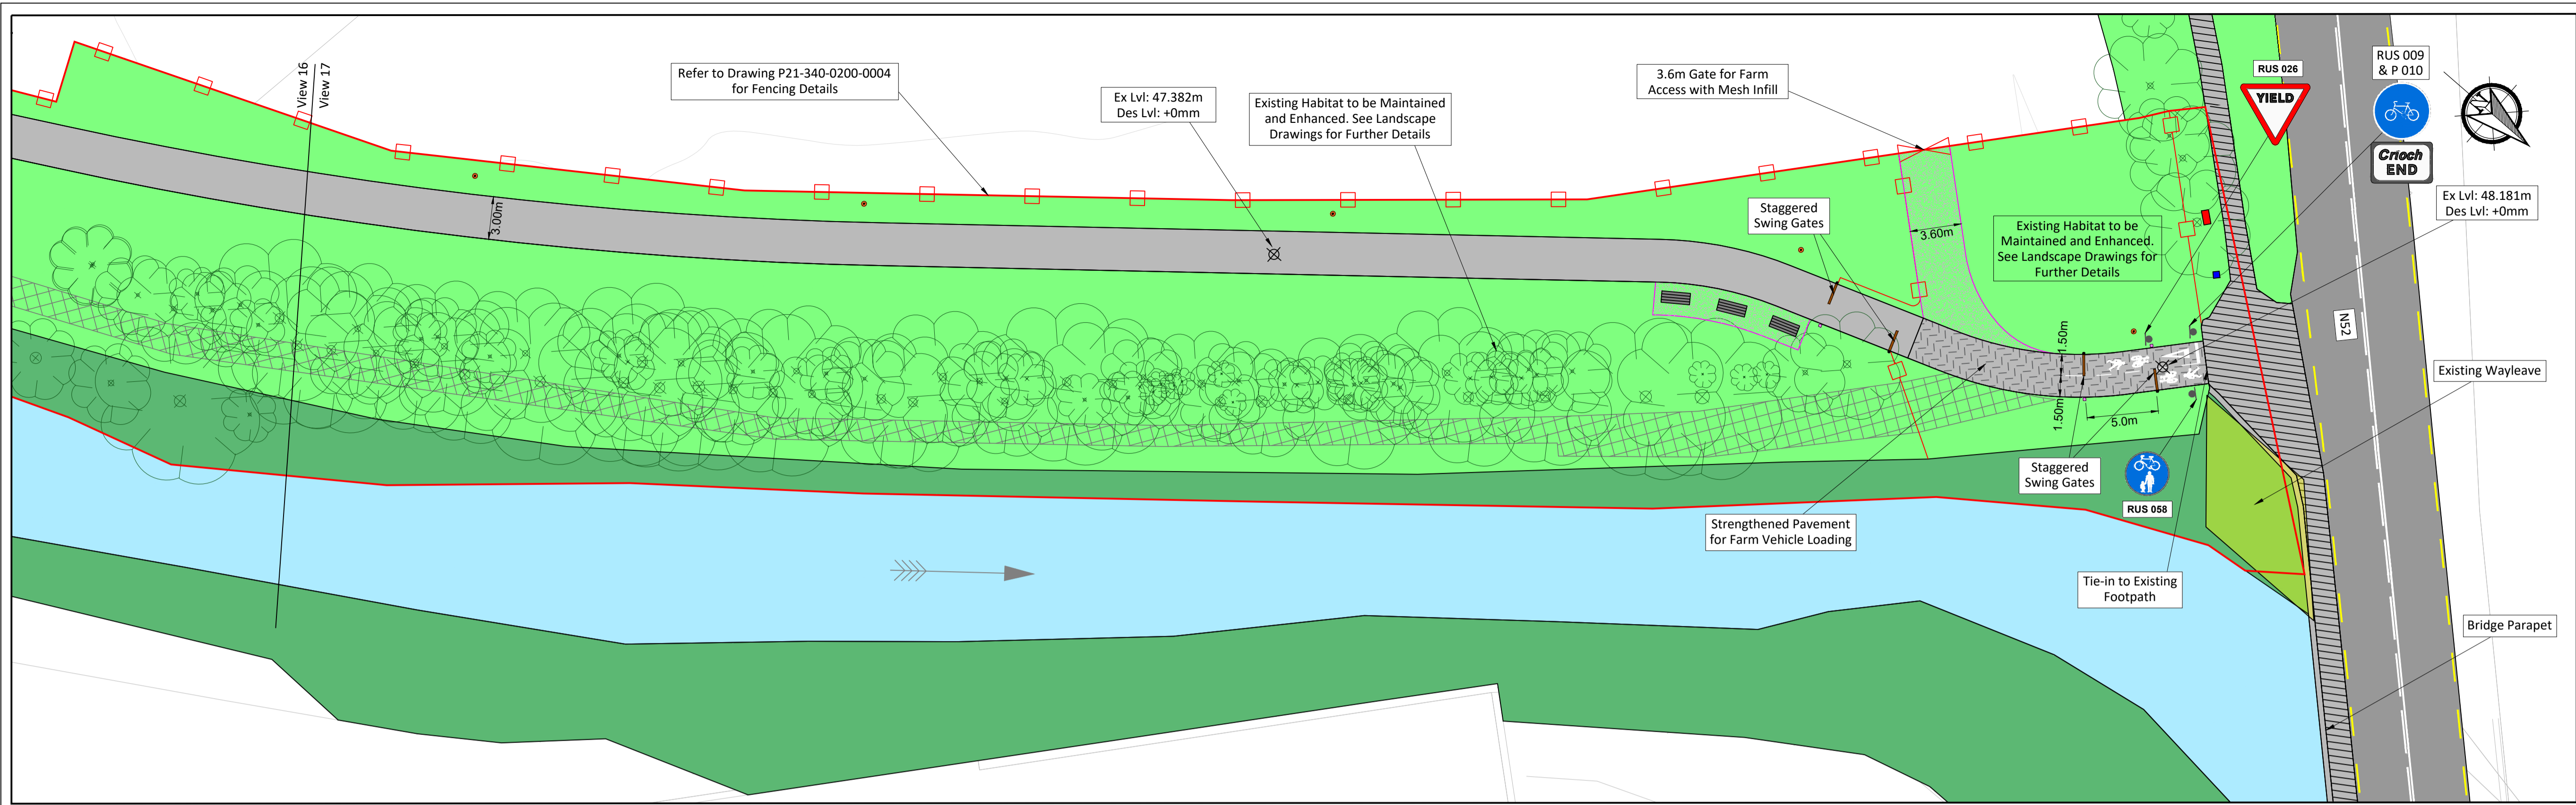 View 16
View 17
Refer to Drawing P21-340-0200-0004
for Fencing Details
3.00m
Ex Lvl: 47.382m
Des Lvl: +0mm
Existing Habitat to be Maintained
and Enhanced. See Landscape
Drawings for Further Details
3.6m Gate for Farm
Access with Mesh Infill
Staggered
Swing Gates
3.60m
Existing Habitat to be
Maintained and Enhanced.
See Landscape Drawings for
Further Details
RUS 026
YIELD
RUS 009
& P 010
N
Críoch
END
Ex Lvl: 48.181m
Des Lvl: +0mm
N52
1.50m
1.50m
5.0m
Existing Wayleave
Staggered
Swing Gates
RUS 058
Strengthened Pavement
for Farm Vehicle Loading
Tie-in to Existing
Footpath
Bridge Parapet